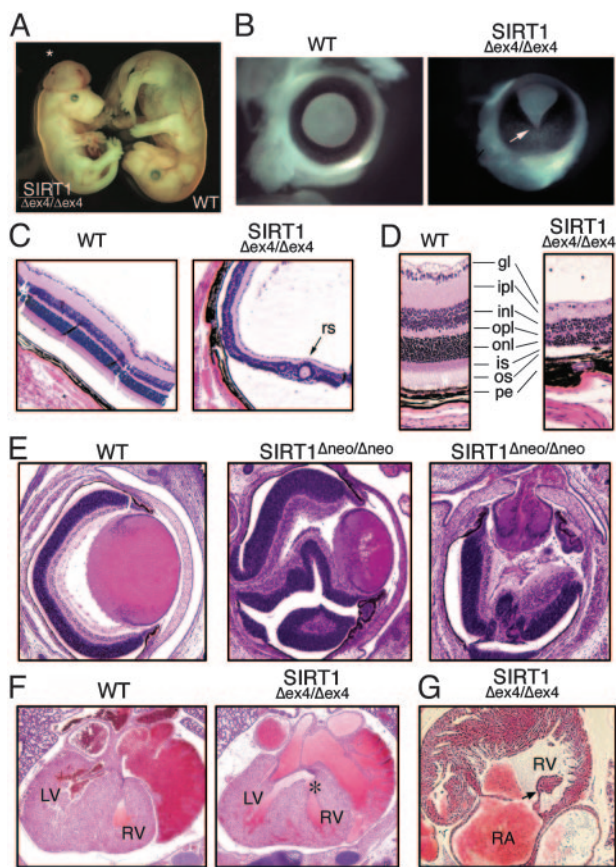 A
*
SIRT1
Δex4/Δex4
WT
B
WT
SIRT1
Δex4/Δex4
C
WT
SIRT1
Δex4/Δex4
rs
D
WT
SIRT1
Δex4/Δex4
gl
ipl
inl
opl
onl
is
os
pe
E
WT
SIRT1Δneo/Δneo
SIRT1Δneo/Δneo
F
WT
LV
RV
SIRT1
Δex4/Δex4
LV
*
RV
G
SIRT1
Δex4/Δex4
RV
RA